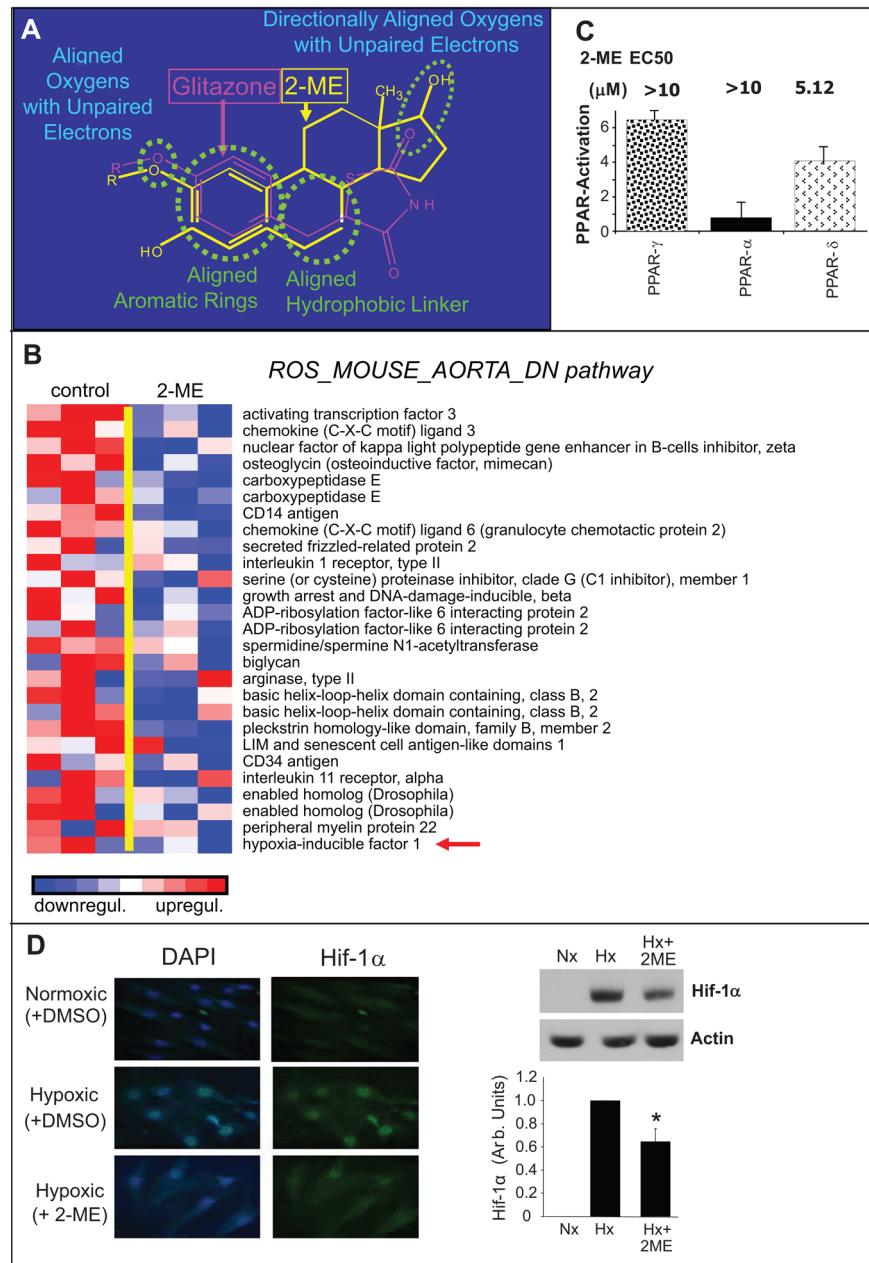 A
Directionally Aligned Oxygens
with Unpaired Electrons
Aligned
Oxygens
with Unpaired
Electrons
Glitazone
2-ME
OH
CH3
O
R
O
R
O
S
NH
O
HO
Aligned
Aromatic Rings
Aligned
Hydrophobic Linker
C
2-ME EC50
(µM) >10 >10 5.12
PPAR-Activation
6
4
2
0
PPAR-γ
PPAR-α
PPAR-δ
B
ROS_MOUSE_AORTA_DN pathway
control 2-ME
activating transcription factor 3
chemokine (C-X-C motif) ligand 3
nuclear factor of kappa light polypeptide gene enhancer in B-cells inhibitor, zeta
osteoglycin (osteoinductive factor, mimecan)
carboxypeptidase E
carboxypeptidase E
CD14 antigen
chemokine (C-X-C motif) ligand 6 (granulocyte chemotactic protein 2)
secreted frizzled-related protein 2
interleukin 1 receptor, type II
serine (or cysteine) proteinase inhibitor, clade G (C1 inhibitor), member 1
growth arrest and DNA-damage-inducible, beta
ADP-ribosylation factor-like 6 interacting protein 2
ADP-ribosylation factor-like 6 interacting protein 2
spermidine/spermine N1-acetyltransferase
biglycan
arginase, type II
basic helix-loop-helix domain containing, class B, 2
basic helix-loop-helix domain containing, class B, 2
pleckstrin homology-like domain, family B, member 2
LIM and senescent cell antigen-like domains 1
CD34 antigen
interleukin 11 receptor, alpha
enabled homolog (Drosophila)
enabled homolog (Drosophila)
peripheral myelin protein 22
hypoxia-inducible factor 1
downregul. upregul.
D
DAPI Hif-1α
Normoxic
(+DMSO)
Hypoxic
(+DMSO)
Hypoxic
(+ 2-ME)
Nx Hx Hx+
2ME
Hif-1α
Actin
Hif-1α (Arb. Units)
1.2
1.0
0.8
0.6
0.4
0.2
0
*
Nx Hx Hx+
2ME